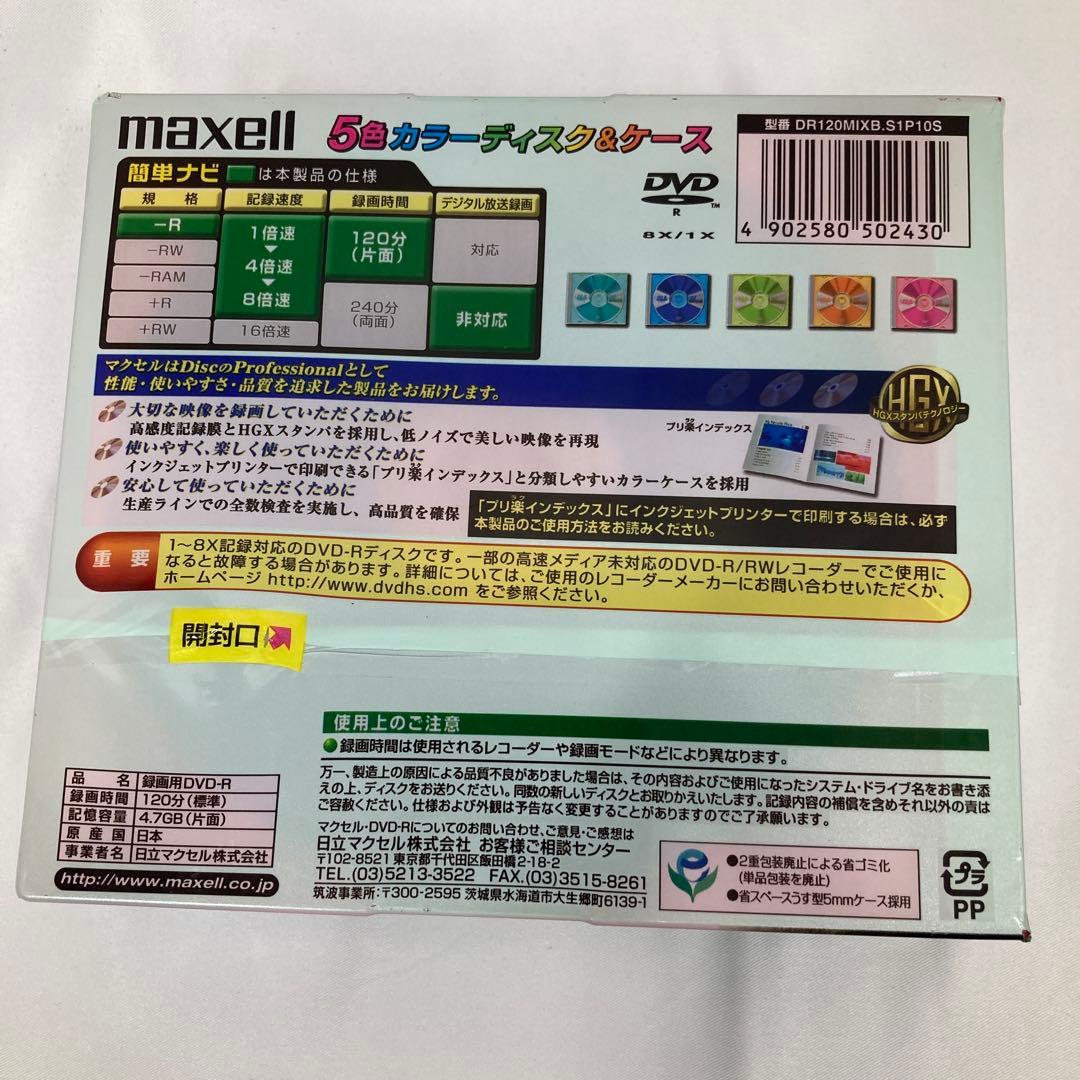 maxell
5色カラーディスク&ケース
型番 DR120MIXB.S1P10S
4 902580 502430
DVD
R
TM
8X/1X
簡単ナビ は本製品の仕様
規格 記録速度 録画時間 デジタル放送録画
-R
-RW
-RAM
+R
+RW
1倍速
4倍速
8倍速
16倍速
120分
(片面)
240分
(両面)
対応
非対応
マクセルはDiscのProfessionalとして
性能・使いやすさ・品質を追求した製品をお届けします。
HGX
HGXスタンパテクノロジー
大切な映像を録画していただくために
高感度記録膜とHGXスタンパを採用し、低ノイズで美しい映像を再現
使いやすく、楽しく使っていただくために
インクジェットプリンターで印刷できる「プリ楽インデックス」と分類しやすいカラーケースを採用
安心して使っていただくために
生産ラインでの全数検査を実施し、高品質を確保
ラク
プリ楽インデックス
「プリ楽インデックス」にインクジェットプリンターで印刷する場合は、必ず
本製品のご使用方法をお読みください。
重要
1〜8X記録対応のDVD-Rディスクです。一部の高速メディア未対応のDVD-R/RWレコーダーでご使用に
なると故障する場合があります。詳細については、ご使用のレコーダーメーカーにお問い合わせいただくか、
ホームページ http://www.dvdhs.com をご参照ください。
開封口
使用上のご注意
●録画時間は使用されるレコーダーや録画モードなどにより異なります。
万一、製造上の原因による品質不良がありました場合は、その内容およびご使用になったシステム・ドライブ名をお書き添
えの上、ディスクをお送りください。同数の新しいディスクとお取りかえいたします。記録内容の補償を含めそれ以外の責は
ご容赦ください。仕様および外観は予告なく変更することがありますのでご了承願います。
品名 録画用DVD-R
録画時間 120分(標準)
記憶容量 4.7GB(片面)
原産国 日本
事業者名 日立マクセル株式会社
http://www.maxell.co.jp
マクセル・DVD-Rについてのお問い合わせ、ご意見・ご感想は
日立マクセル株式会社 お客様ご相談センター
〒102-8521 東京都千代田区飯田橋2-18-2
TEL.(03)5213-3522 FAX.(03)3515-8261
筑波事業所:〒300-2595 茨城県水海道市大生郷町6139-1
●2重包装廃止による省ゴミ化
(単品包装を廃止)
●省スペースうす型5mmケース採用
プラ
PP